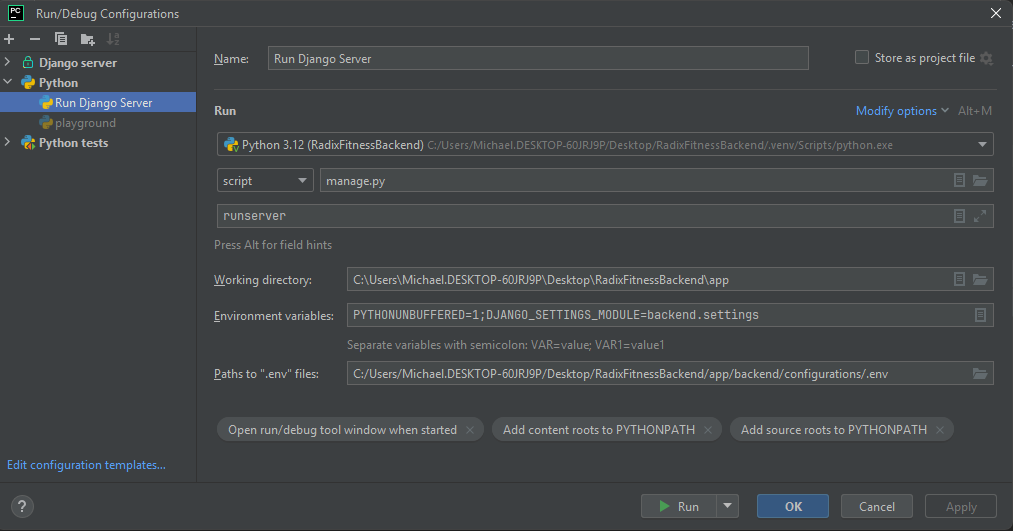 PC Run/Debug Configurations
Django server
Python
Run Django Server
playground
Python tests
Edit configuration templates...
Name: Run Django Server Store as project file
Run Modify options Alt+M
Python 3.12 (RadixFitnessBackend) C:/Users/Michael.DESKTOP-60JRJ9P/Desktop/RadixFitnessBackend/.venv/Scripts/python.exe
script manage.py
runserver
Press Alt for field hints
Working directory: C:\Users\Michael.DESKTOP-60JRJ9P\Desktop\RadixFitnessBackend\app
Environment variables: PYTHONUNBUFFERED=1;DJANGO_SETTINGS_MODULE=backend.settings
Separate variables with semicolon: VAR=value; VAR1=value1
Paths to ".env" files: C:/Users/Michael.DESKTOP-60JRJ9P/Desktop/RadixFitnessBackend/app/backend/configurations/.env
Open run/debug tool window when started Add content roots to PYTHONPATH Add source roots to PYTHONPATH
? Run OK Cancel Apply